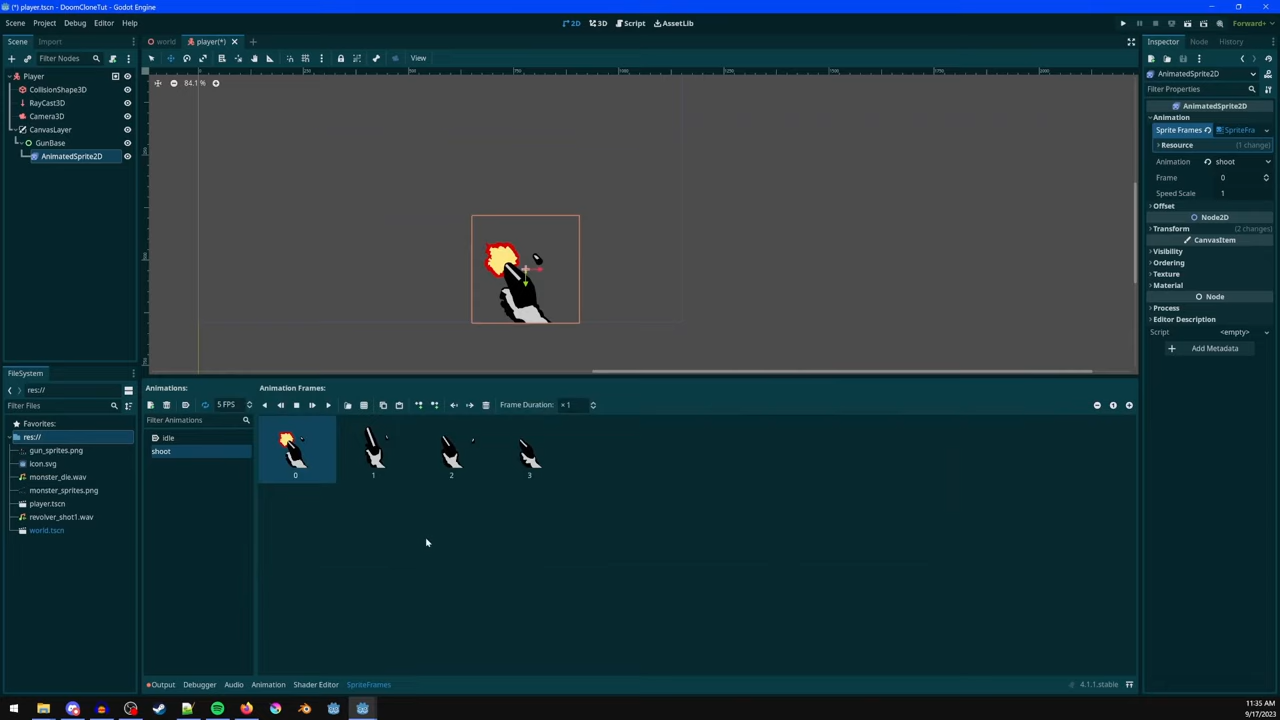 (*) player.tscn - DoomCloneTut - Godot Engine
Scene Project Debug Editor Help
2D 3D Script AssetLib
Forward+
Scene Import
world player(*)
Inspector Node History
Filter Nodes
View
84.1 %
Player
CollisionShape3D
RayCast3D
Camera3D
CanvasLayer
GunBase
AnimatedSprite2D
AnimatedSprite2D
Filter Properties
AnimatedSprite2D
Animation
Sprite Frames SpriteFra
Resource (1 change)
Animation shoot
Frame 0
Speed Scale 1
Offset
Node2D
Transform (2 changes)
CanvasItem
Visibility
Ordering
Texture
Material
Node
Process
Editor Description
Script <empty>
Add Metadata
FileSystem
res://
Filter Files
Favorites:
res://
gun_sprites.png
icon.svg
monster_die.wav
monster_sprites.png
player.tscn
revolver_shot1.wav
world.tscn
Animations:
5 FPS
Filter Animations
idle
shoot
Animation Frames:
Frame Duration: × 1
0 1 2 3
Output Debugger Audio Animation Shader Editor SpriteFrames
4.1.1.stable
11:35 AM
9/17/2023